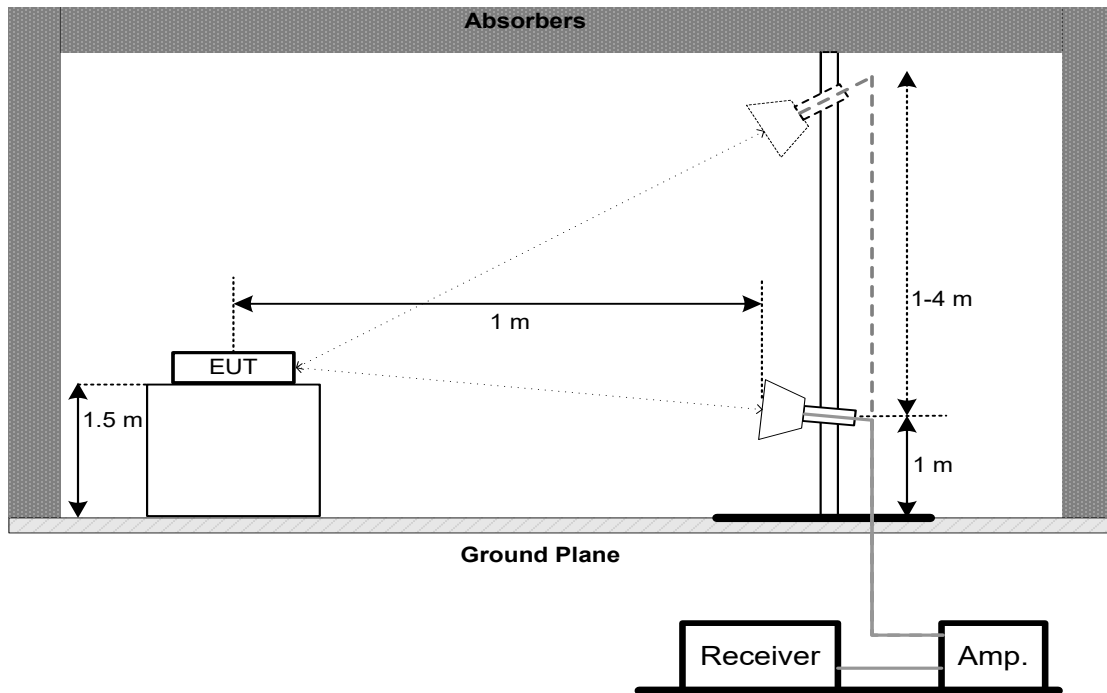 Absorbers
1 m
1-4 m
EUT
1.5 m
1 m
Ground Plane
Receiver
Amp.